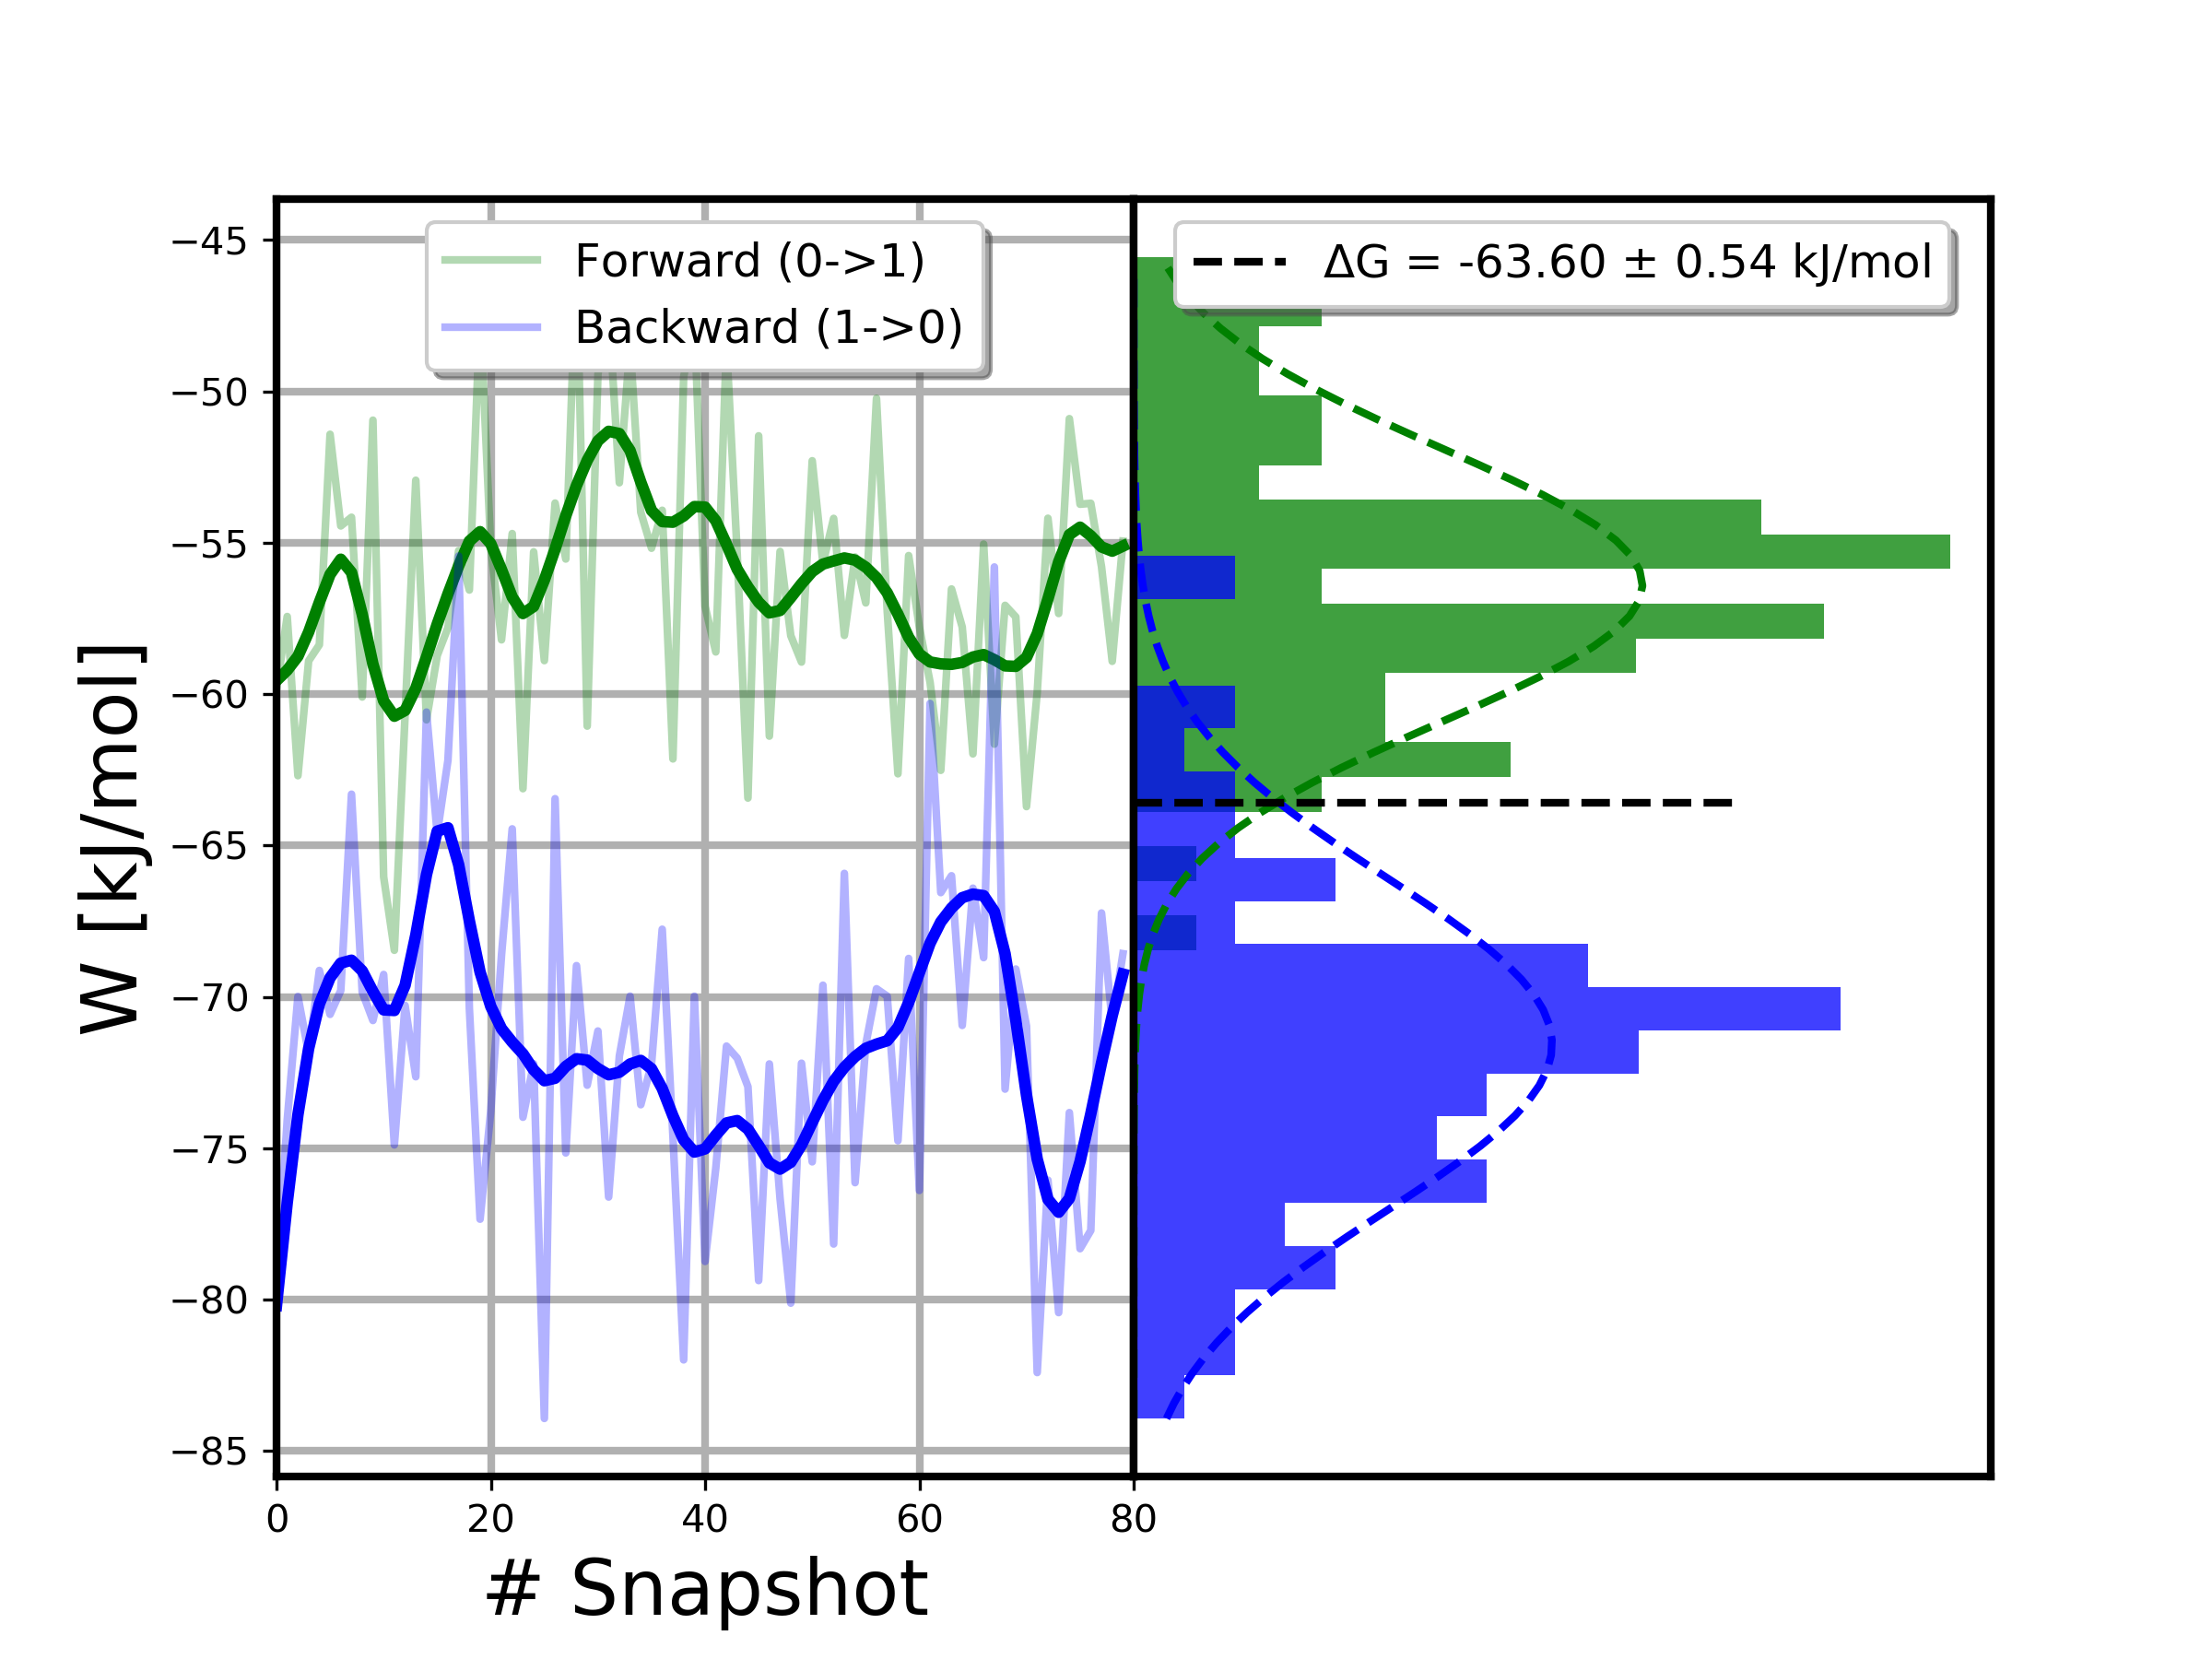 Forward (0->1)
Backward (1->0)
ΔG = -63.60 ± 0.54 kJ/mol
W [kJ/mol]
−45
−50
−55
−60
−65
−70
−75
−80
−85
0 20 40 60 80
# Snapshot